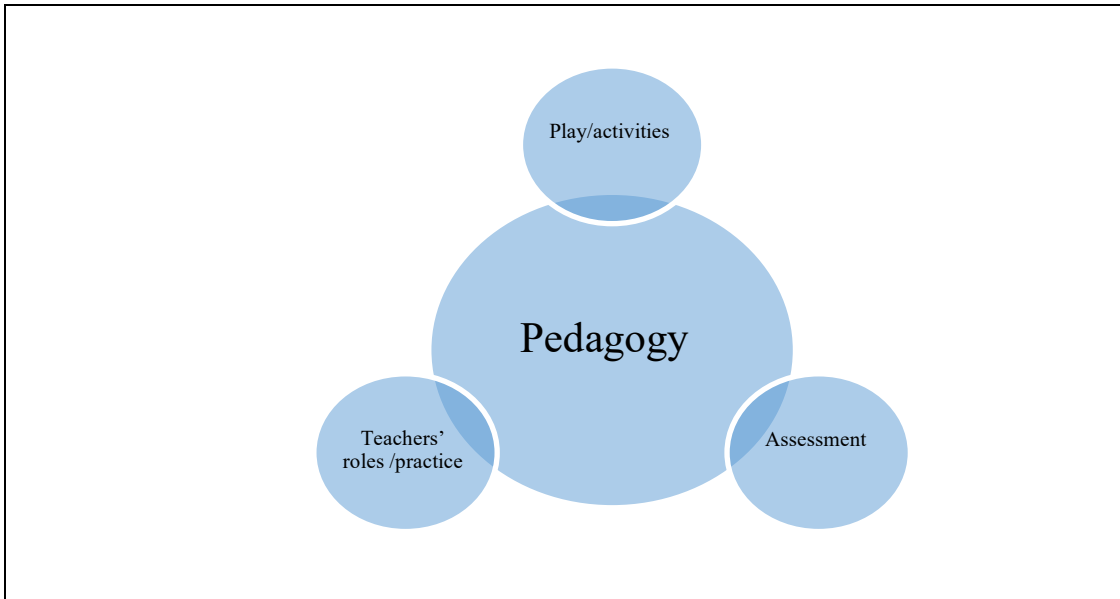 Play/activities
Pedagogy
Teachers’
roles /practice
Assessment